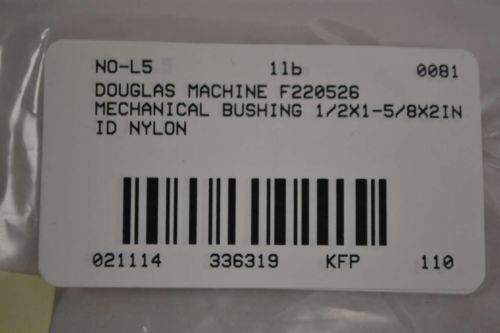 NO-L5 1lb 0081
DOUGLAS MACHINE F220526
MECHANICAL BUSHING 1/2X1-5/8X2IN
ID NYLON
021114 336319 KFP 110